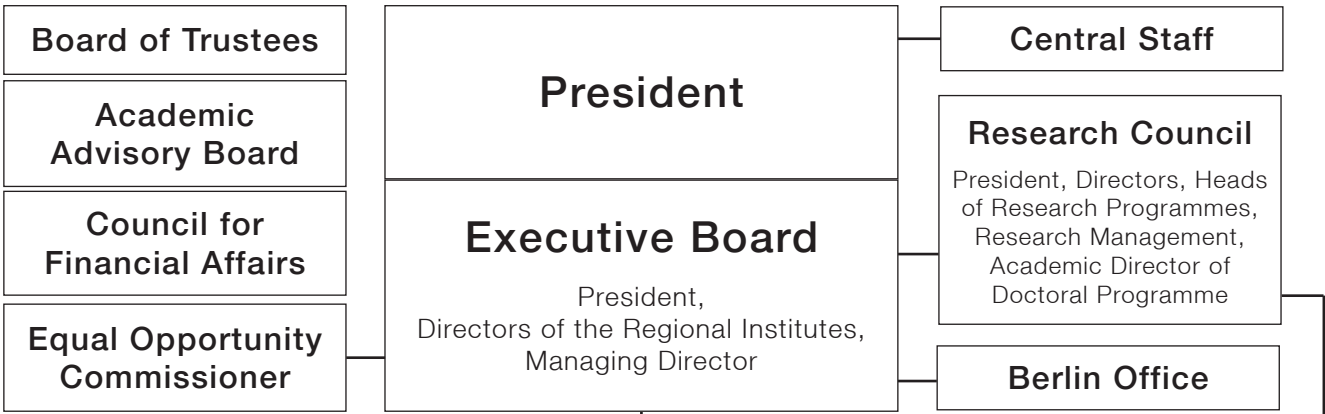 Board of Trustees
Academic
Advisory Board
Council for
Financial Affairs
Equal Opportunity
Commissioner
President
Executive Board
President,
Directors of the Regional Institutes,
Managing Director
Central Staff
Research Council
President, Directors, Heads
of Research Programmes,
Research Management,
Academic Director of
Doctoral Programme
Berlin Office